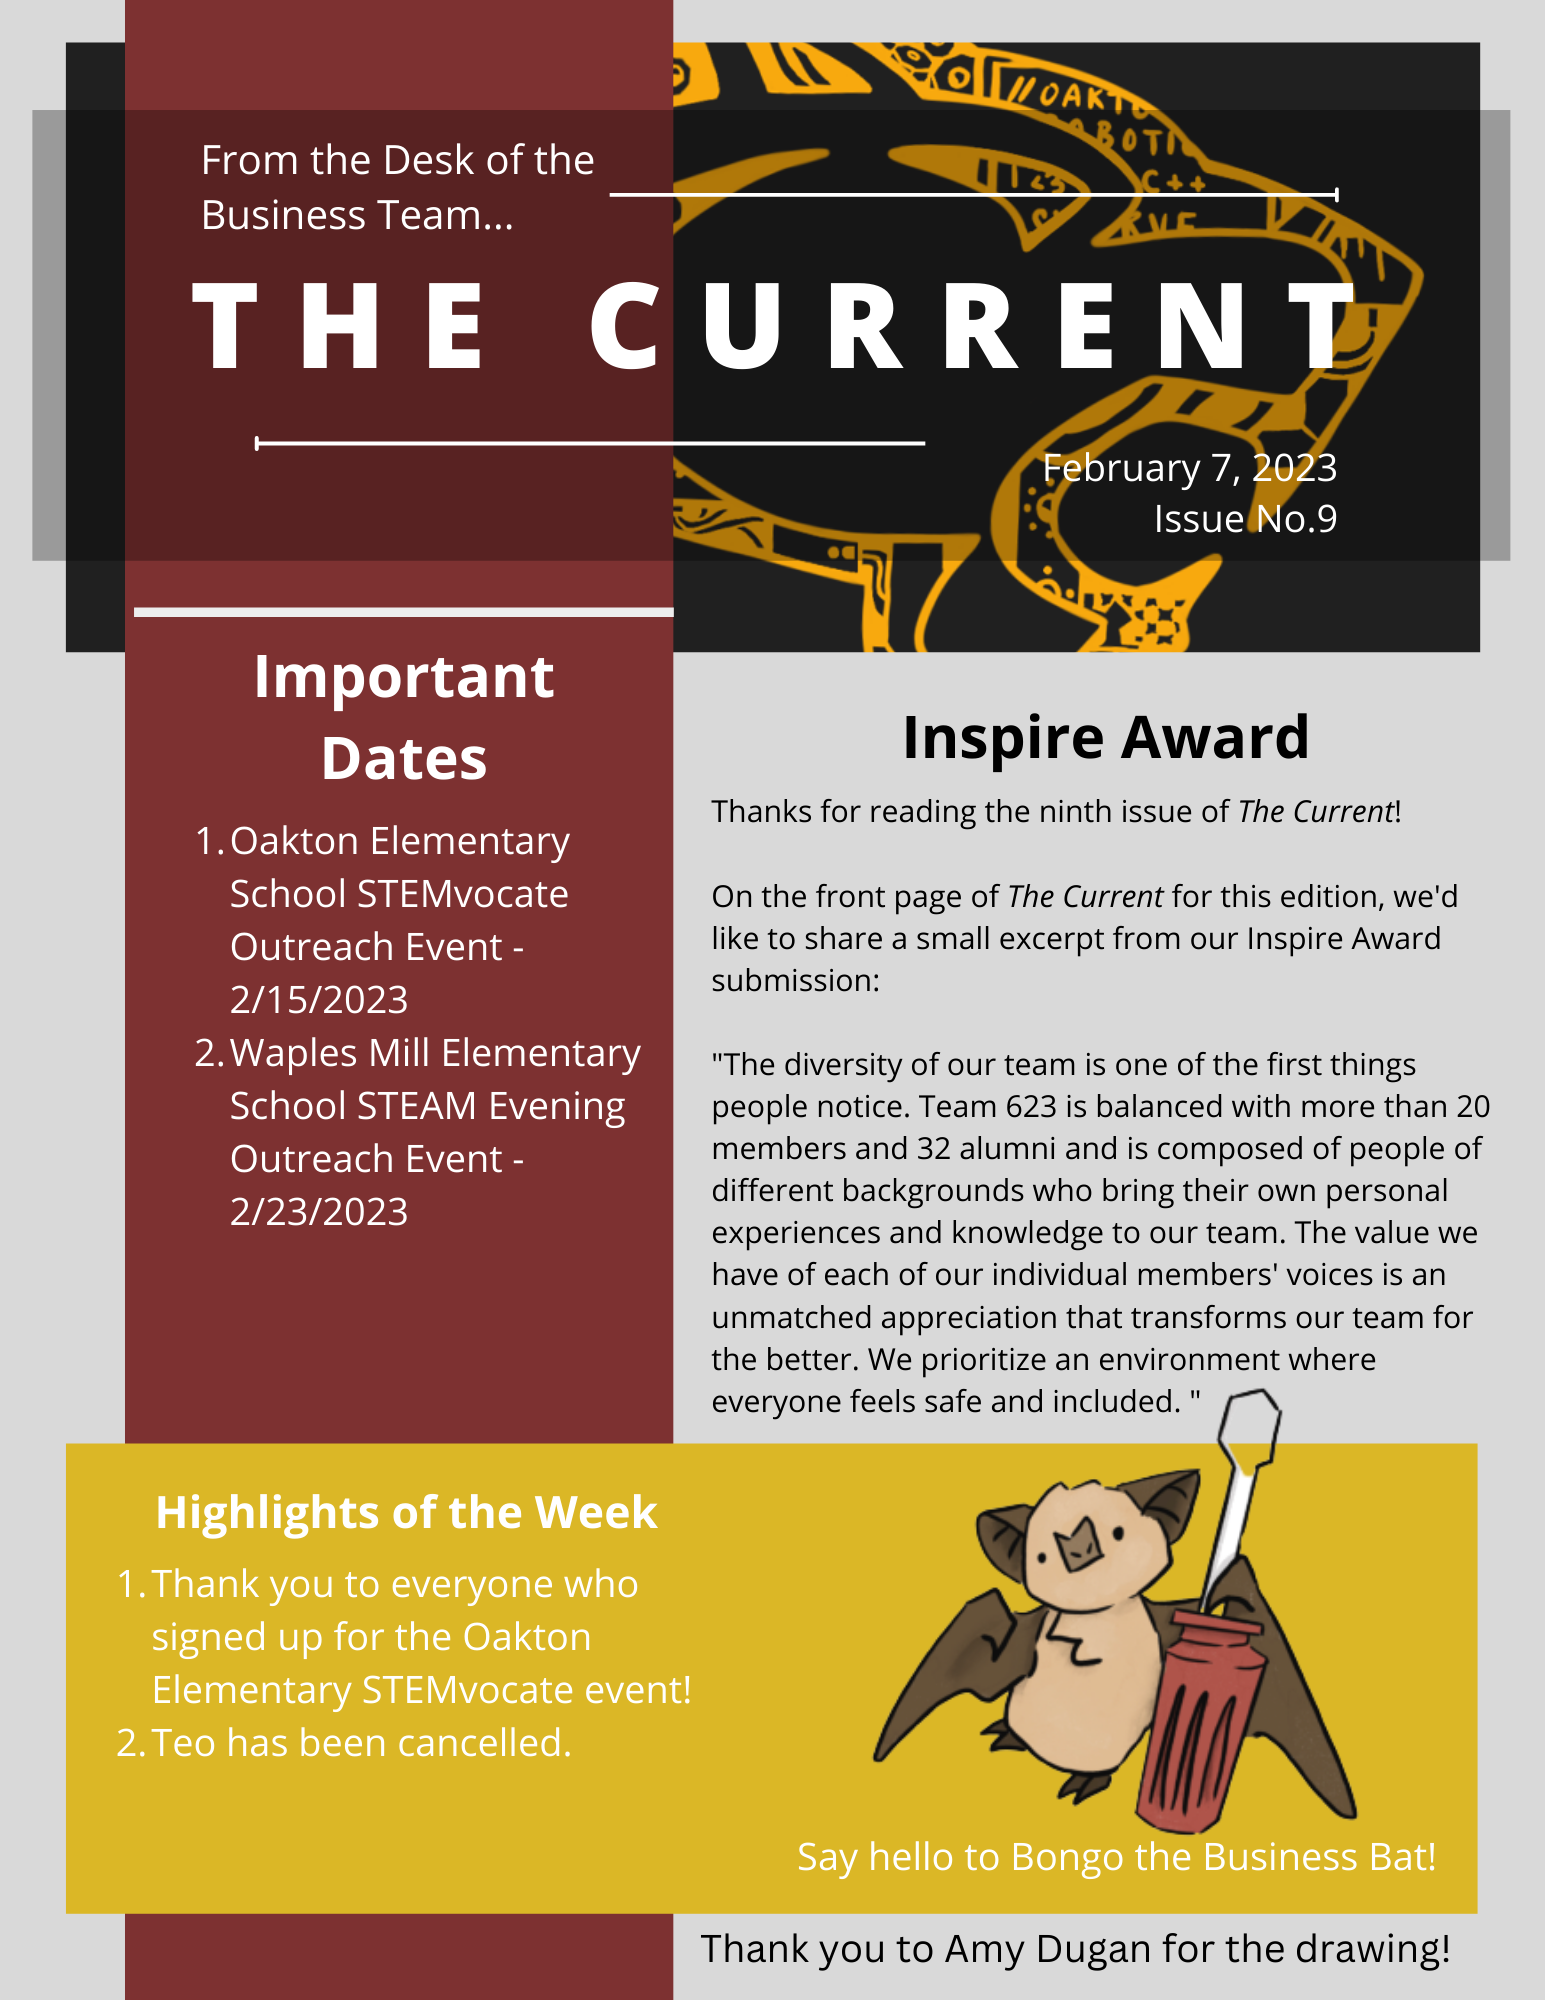 //OAKTO
ROBOTIC
C++
123
From the Desk of the
Business Team...
THE CURRENT
February 7, 2023
Issue No.9
Important
Dates
1. Oakton Elementary
School STEMvocate
Outreach Event -
2/15/2023
2. Waples Mill Elementary
School STEAM Evening
Outreach Event -
2/23/2023
Inspire Award
Thanks for reading the ninth issue of The Current!
On the front page of The Current for this edition, we'd
like to share a small excerpt from our Inspire Award
submission:
"The diversity of our team is one of the first things
people notice. Team 623 is balanced with more than 20
members and 32 alumni and is composed of people of
different backgrounds who bring their own personal
experiences and knowledge to our team. The value we
have of each of our individual members' voices is an
unmatched appreciation that transforms our team for
the better. We prioritize an environment where
everyone feels safe and included. "
Highlights of the Week
1. Thank you to everyone who
signed up for the Oakton
Elementary STEMvocate event!
2. Teo has been cancelled.
Say hello to Bongo the Business Bat!
Thank you to Amy Dugan for the drawing!